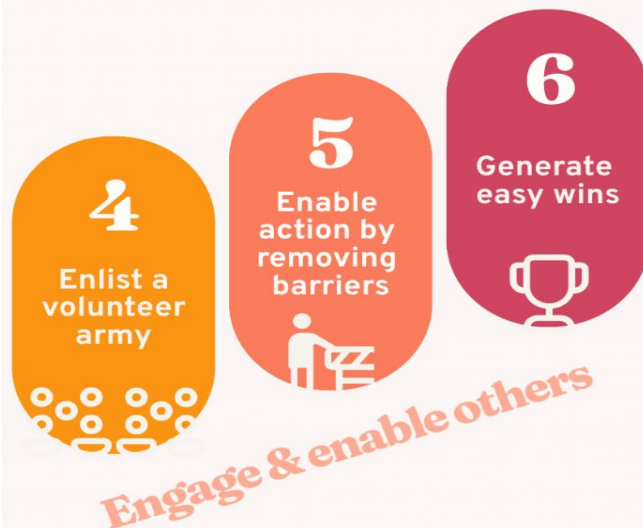 4
Enlist a
volunteer
army
5
Enable
action by
removing
barriers
6
Generate
easy wins
Engage & enable others